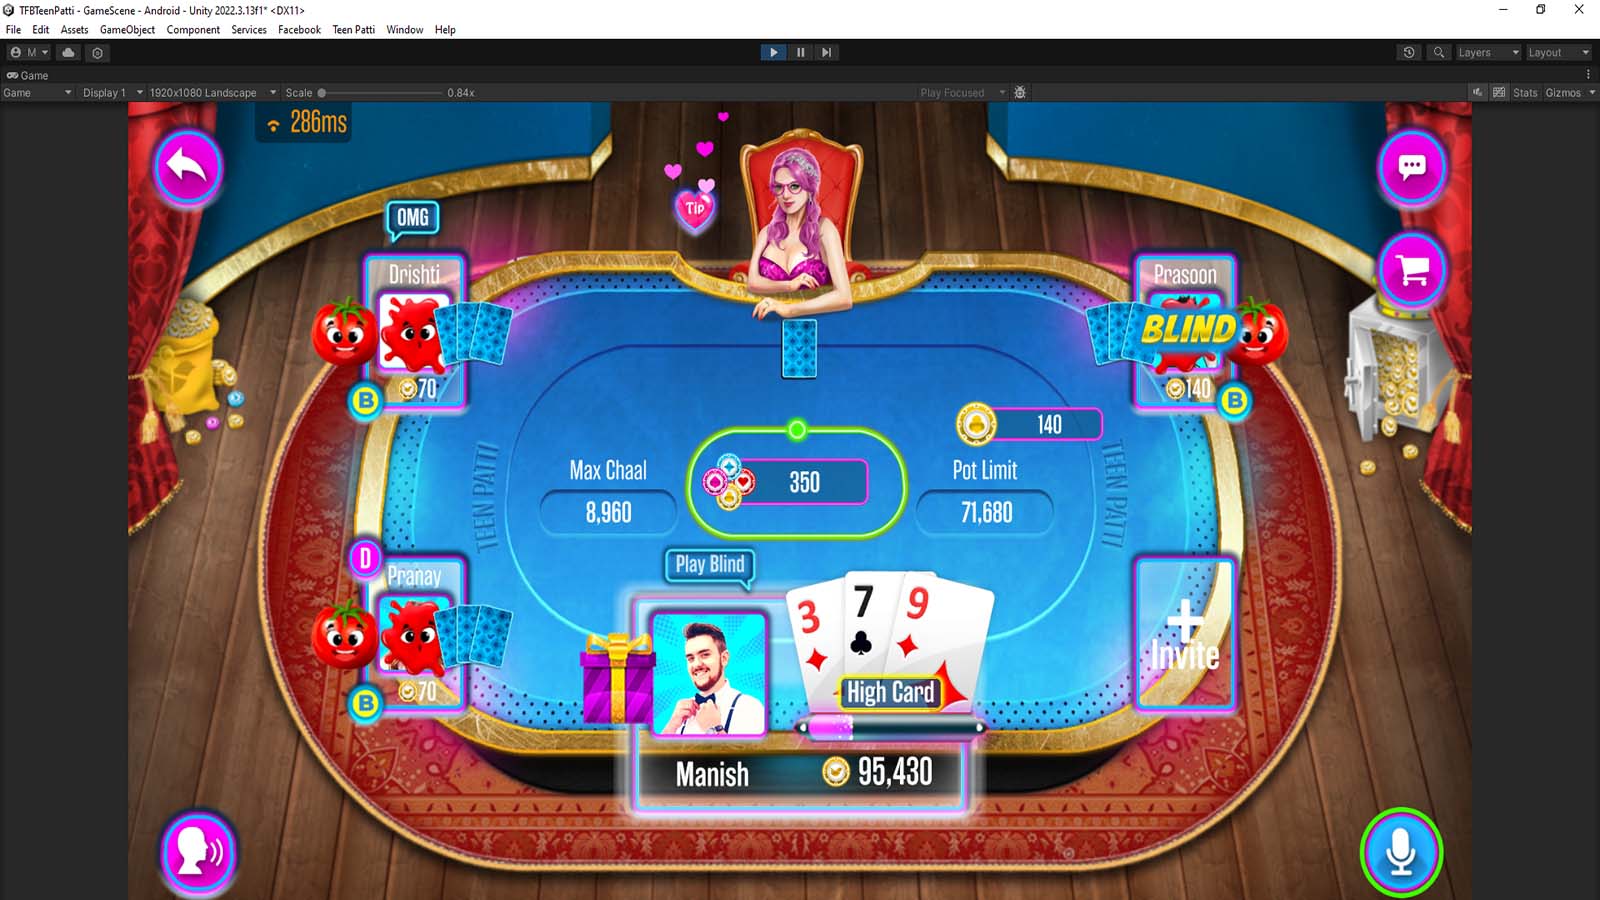 TFBTeenPatti - GameScene - Android - Unity 2022.3.13f1* <DX11>
File Edit Assets GameObject Component Services Facebook Teen Patti Window Help
M Layers Layout
Game
Game Display 1 1920x1080 Landscape Scale 0.84x Play Focused Stats Gizmos
286ms
Tip
OMG
Drishti
70
B
Prasoon
BLIND
140
B
140
Max Chaal
8,960
350
Pot Limit
71,680
TEEN PATTI
TEEN PATTI
Play Blind
D
Pranay
70
B
3 7 9
High Card
Manish 95,430
Invite